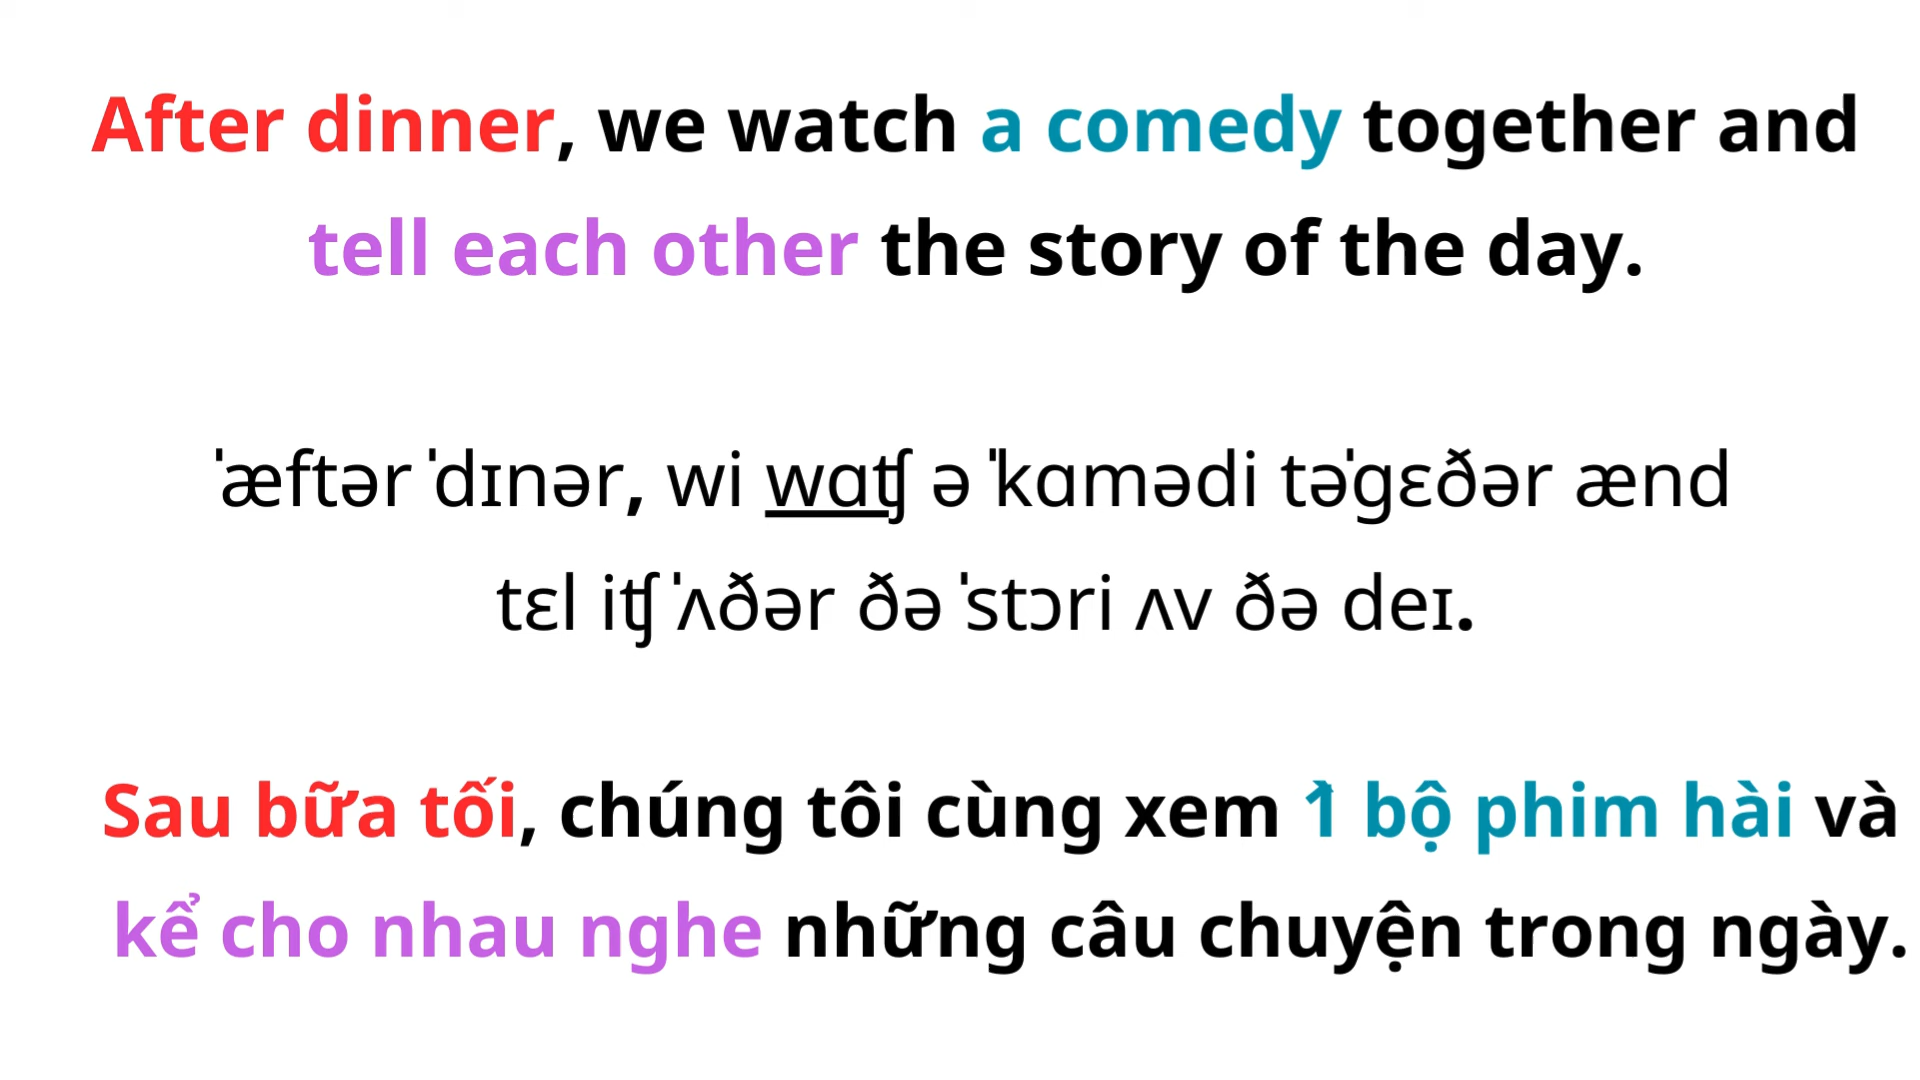 After dinner, we watch a comedy together and
tell each other the story of the day.
ˈæftər ˈdɪnər, wi wɑʧ ə ˈkɑmədi təˈgɛðər ænd
tɛl iʧ ˈʌðər ðə ˈstɔri ʌv ðə deɪ.
Sau bữa tối, chúng tôi cùng xem 1̀ bộ phim hài và
kể cho nhau nghe những câu chuyện trong ngày.